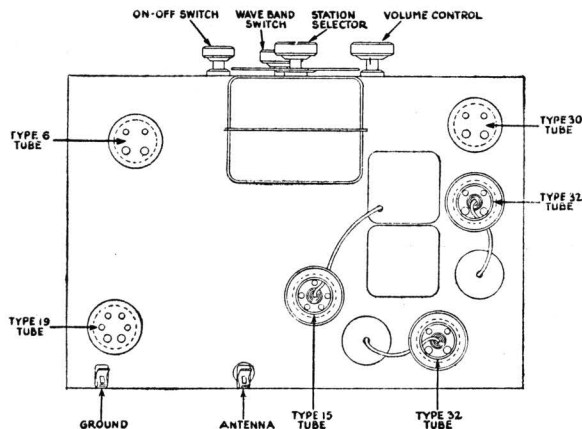 ON-OFF SWITCH
WAVE BAND
SWITCH
STATION
SELECTOR
VOLUME CONTROL
TYPE 6
TUBE
TYPE 30
TUBE
TYPE 32
TUBE
TYPE 19
TUBE
GROUND
ANTENNA
TYPE 15
TUBE
TYPE 32
TUBE